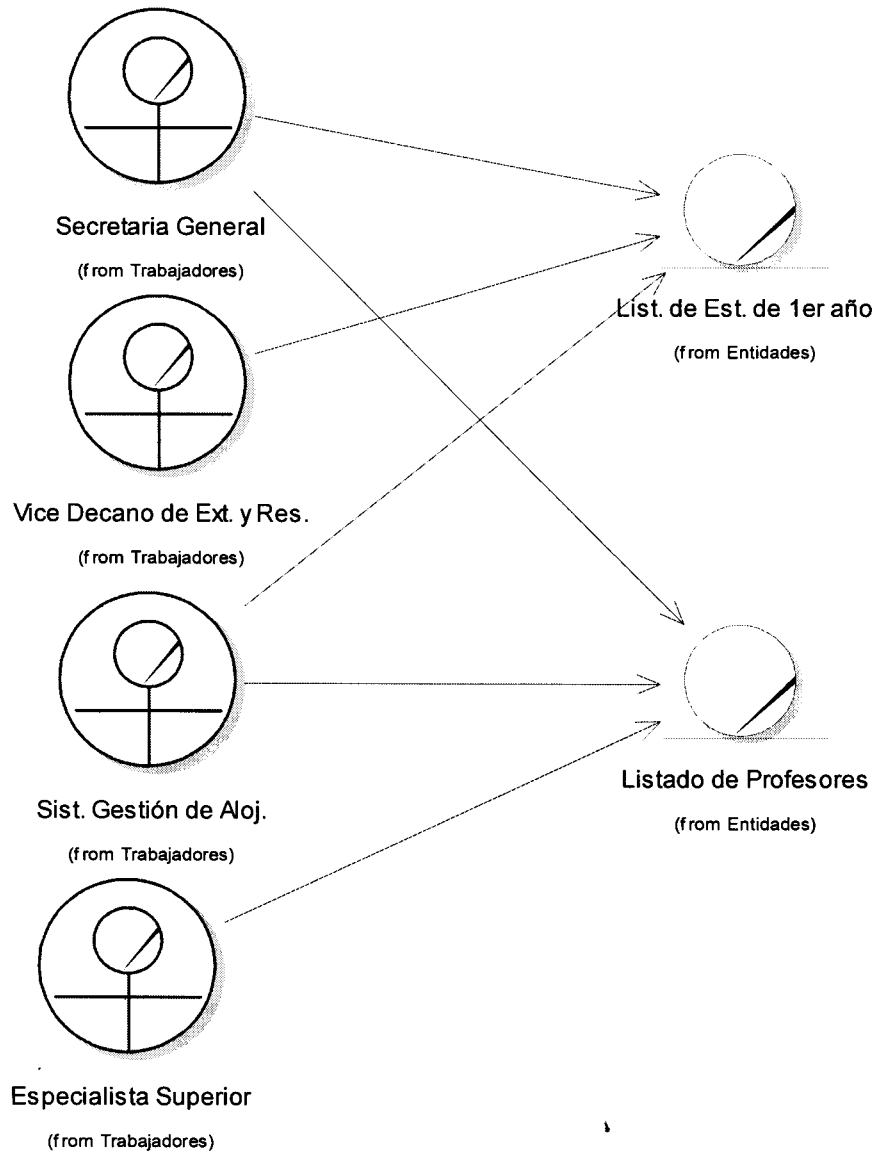 Secretaria General
(from Trabajadores)
List. de Est. de 1er año
(from Entidades)
Vice Decano de Ext. y Res.
(from Trabajadores)
Sist. Gestión de Aloj.
(from Trabajadores)
Listado de Profesores
(from Entidades)
Especialista Superior
(from Trabajadores)